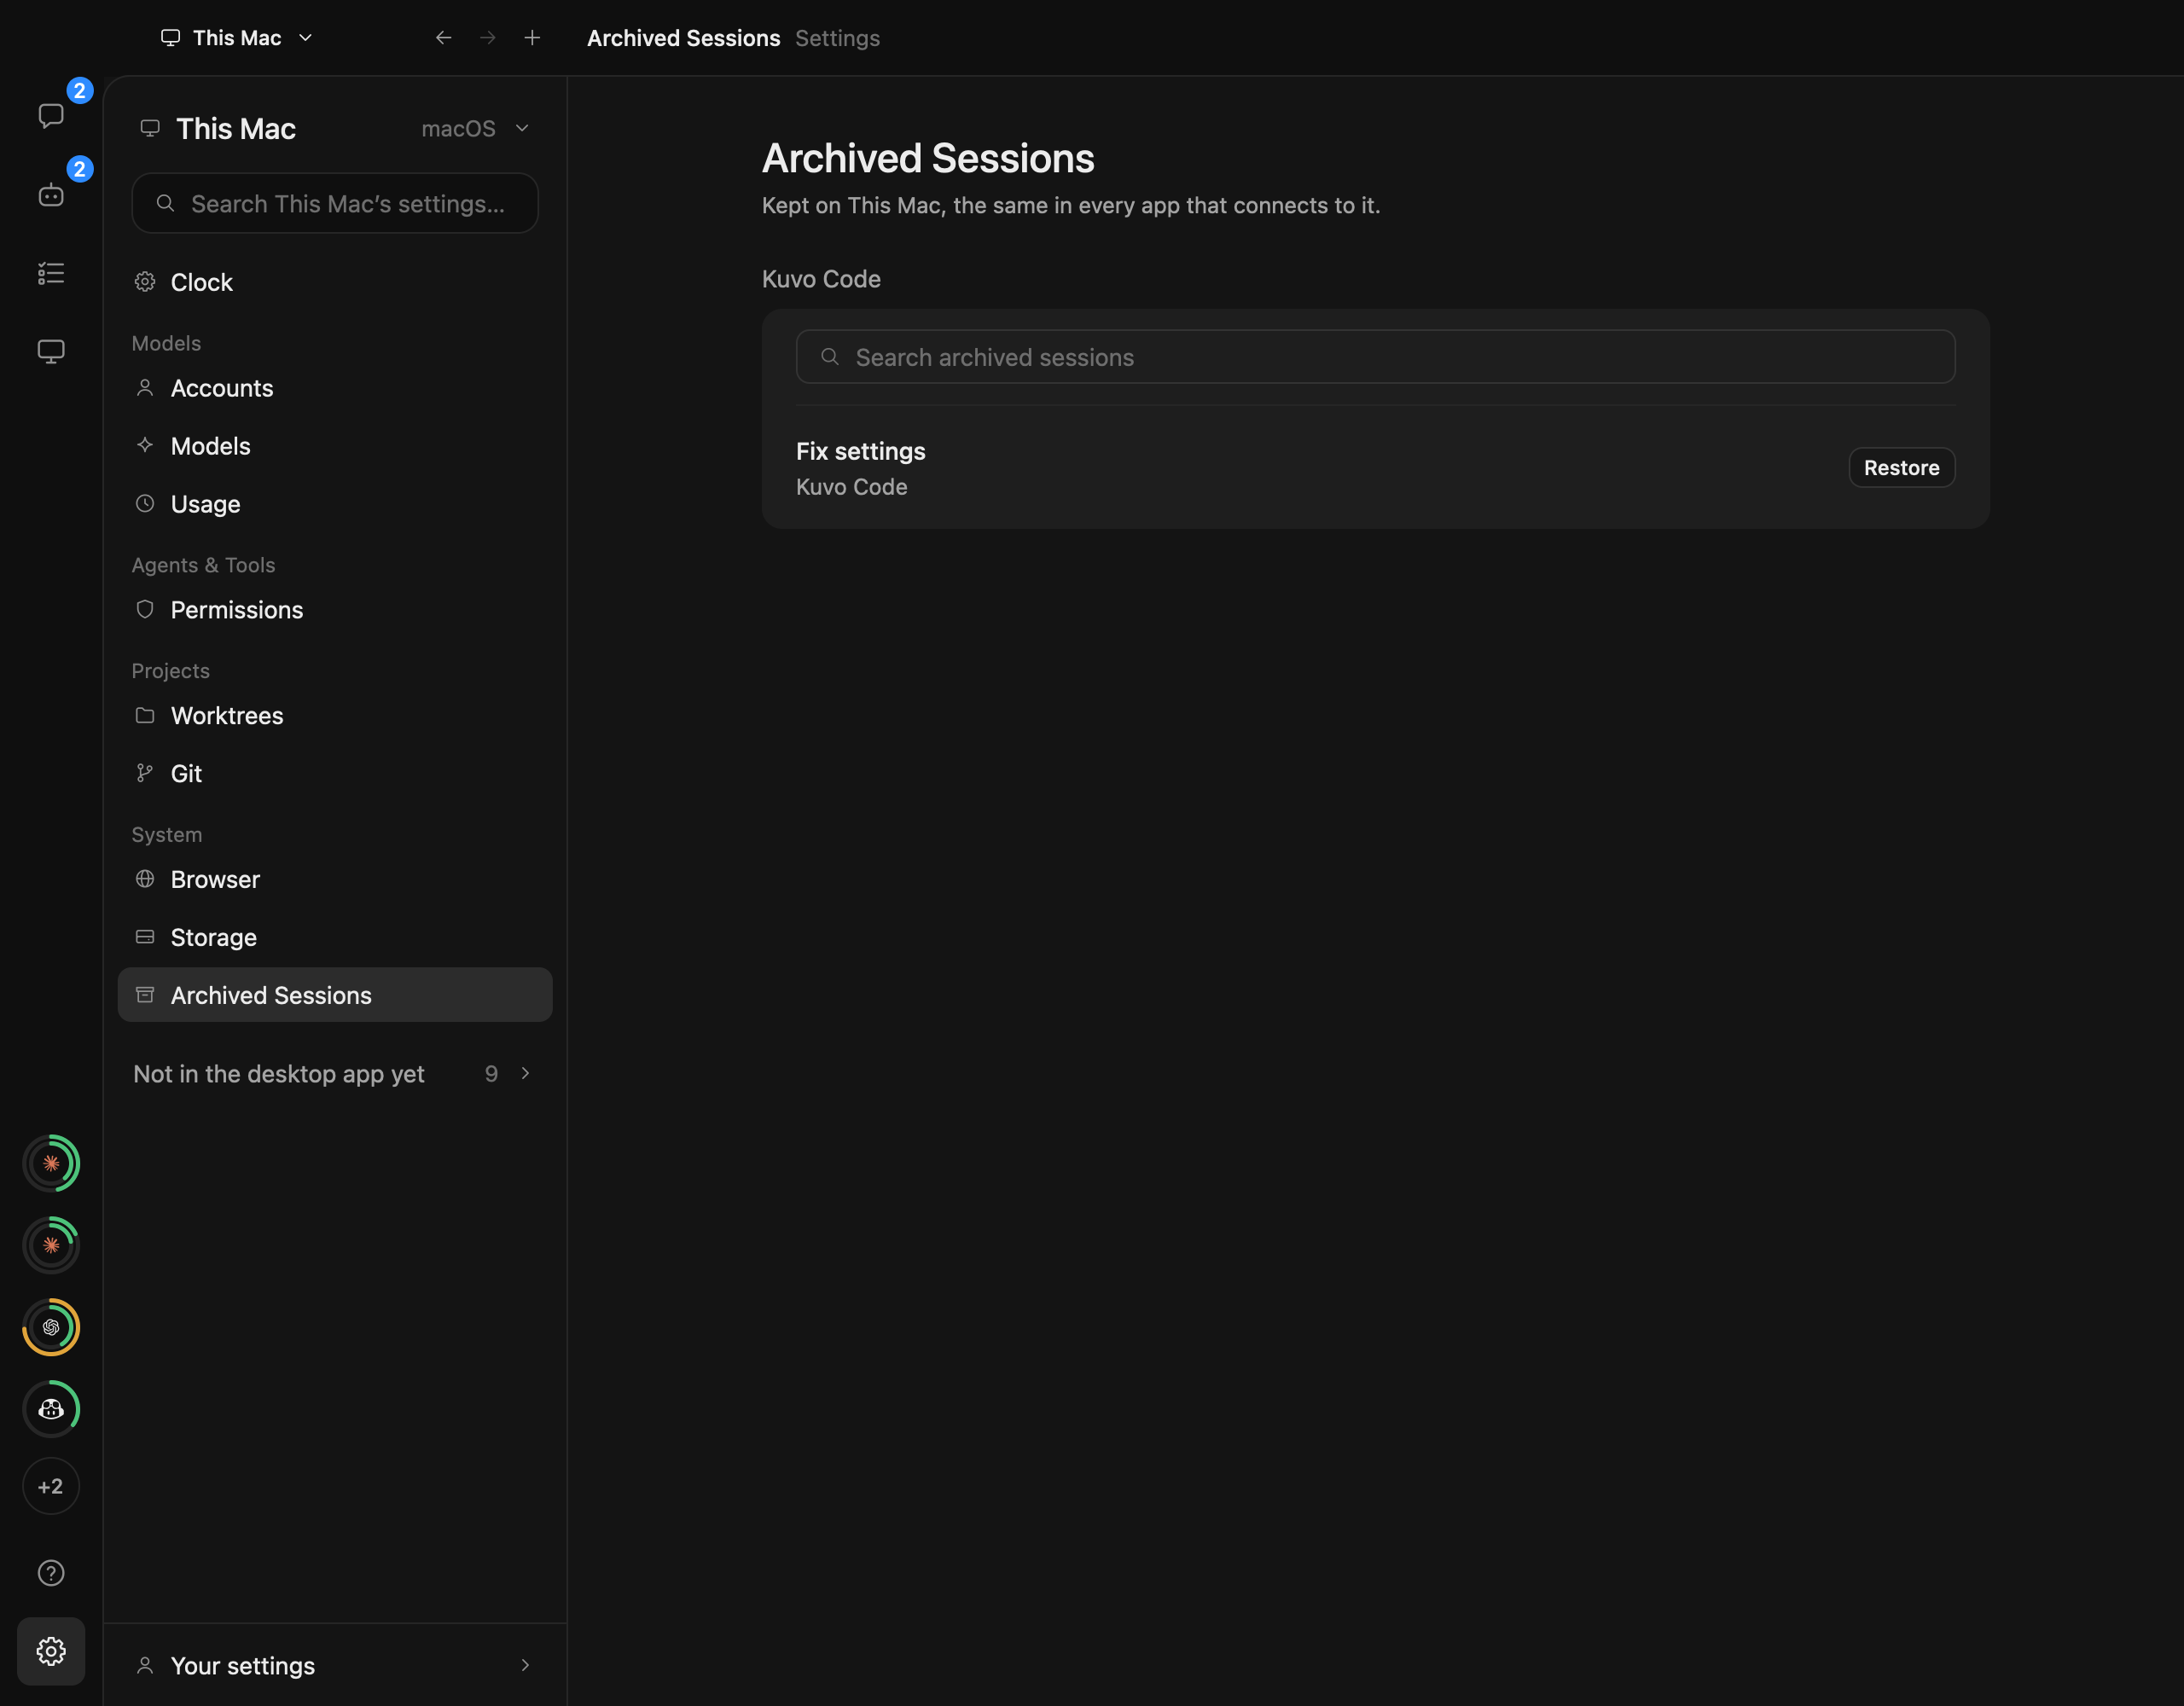 This Mac
Archived Sessions Settings
2
2
This Mac macOS
Search This Mac’s settings...
Clock
Models
Accounts
Models
Usage
Agents & Tools
Permissions
Projects
Worktrees
Git
System
Browser
Storage
Archived Sessions
Not in the desktop app yet 9
+2
Your settings
Archived Sessions
Kept on This Mac, the same in every app that connects to it.
Kuvo Code
Search archived sessions
Fix settings
Kuvo Code
Restore